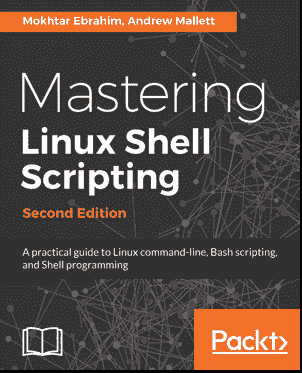 Mokhtar Ebrahim, Andrew Mallett
Mastering
Linux Shell
Scripting
Second Edition
A practical guide to Linux command-line, Bash scripting,
and Shell programming
Packt>